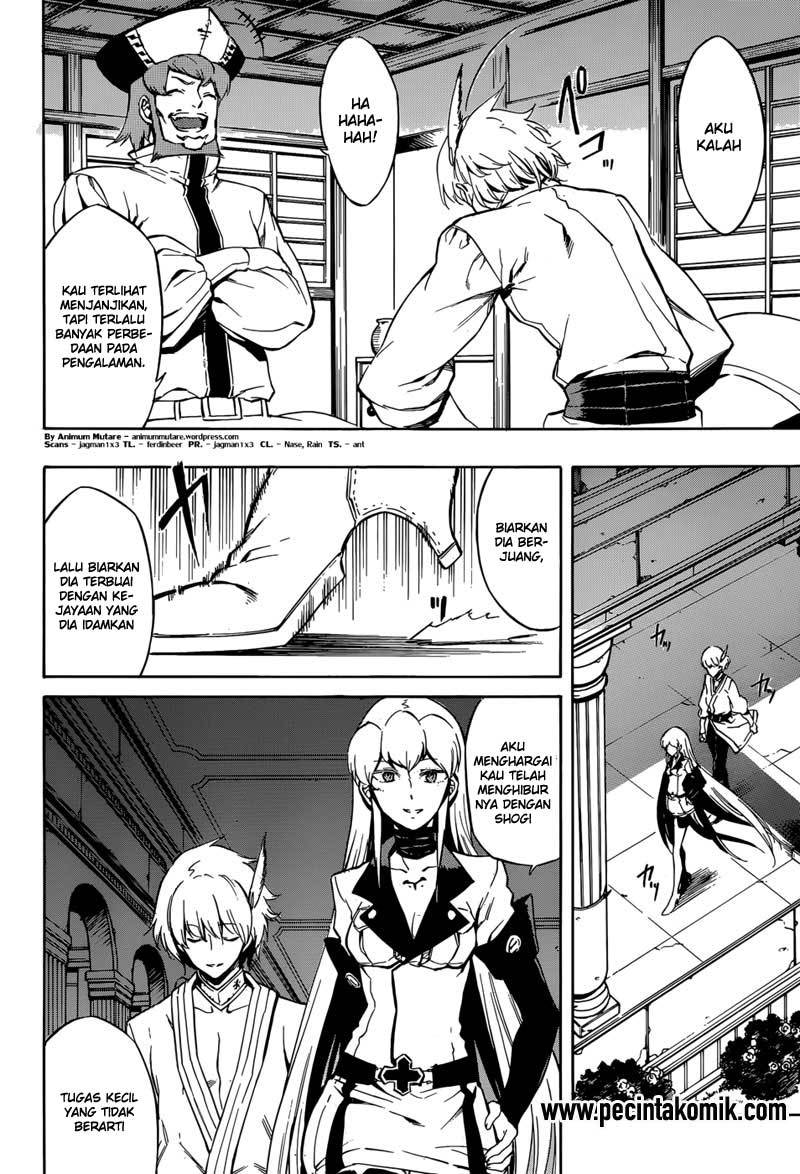 AKU
KALAH
ペ
HA
HAHA-
HAH!
KAU TERLIHAT
MENJANJIKAN,
TAPI TERLALU
BANYAK PERBE-
DAAN PADA
PENGALAMAN.
By Animum Mutare - animummutare.wordpress.com
Scans - jagman1x3 TL. - ferdinbeer PR. - jagman1x3 CL. - Nase, Rain TS. - ant
BIARKAN
DIA BER-
JUANG,
LALU BIARKAN
DIA TERBUAI
DENGAN KE-
JAYAAN YANG
DIA IDAMKAN
AKU
MENGHARGAI
KAU TELAH
MENGHIBUR
NYA DENGAN
SHOGI
TUGAS KECIL
YANG TIDAK
BERARTI
www.pecintakomik.com